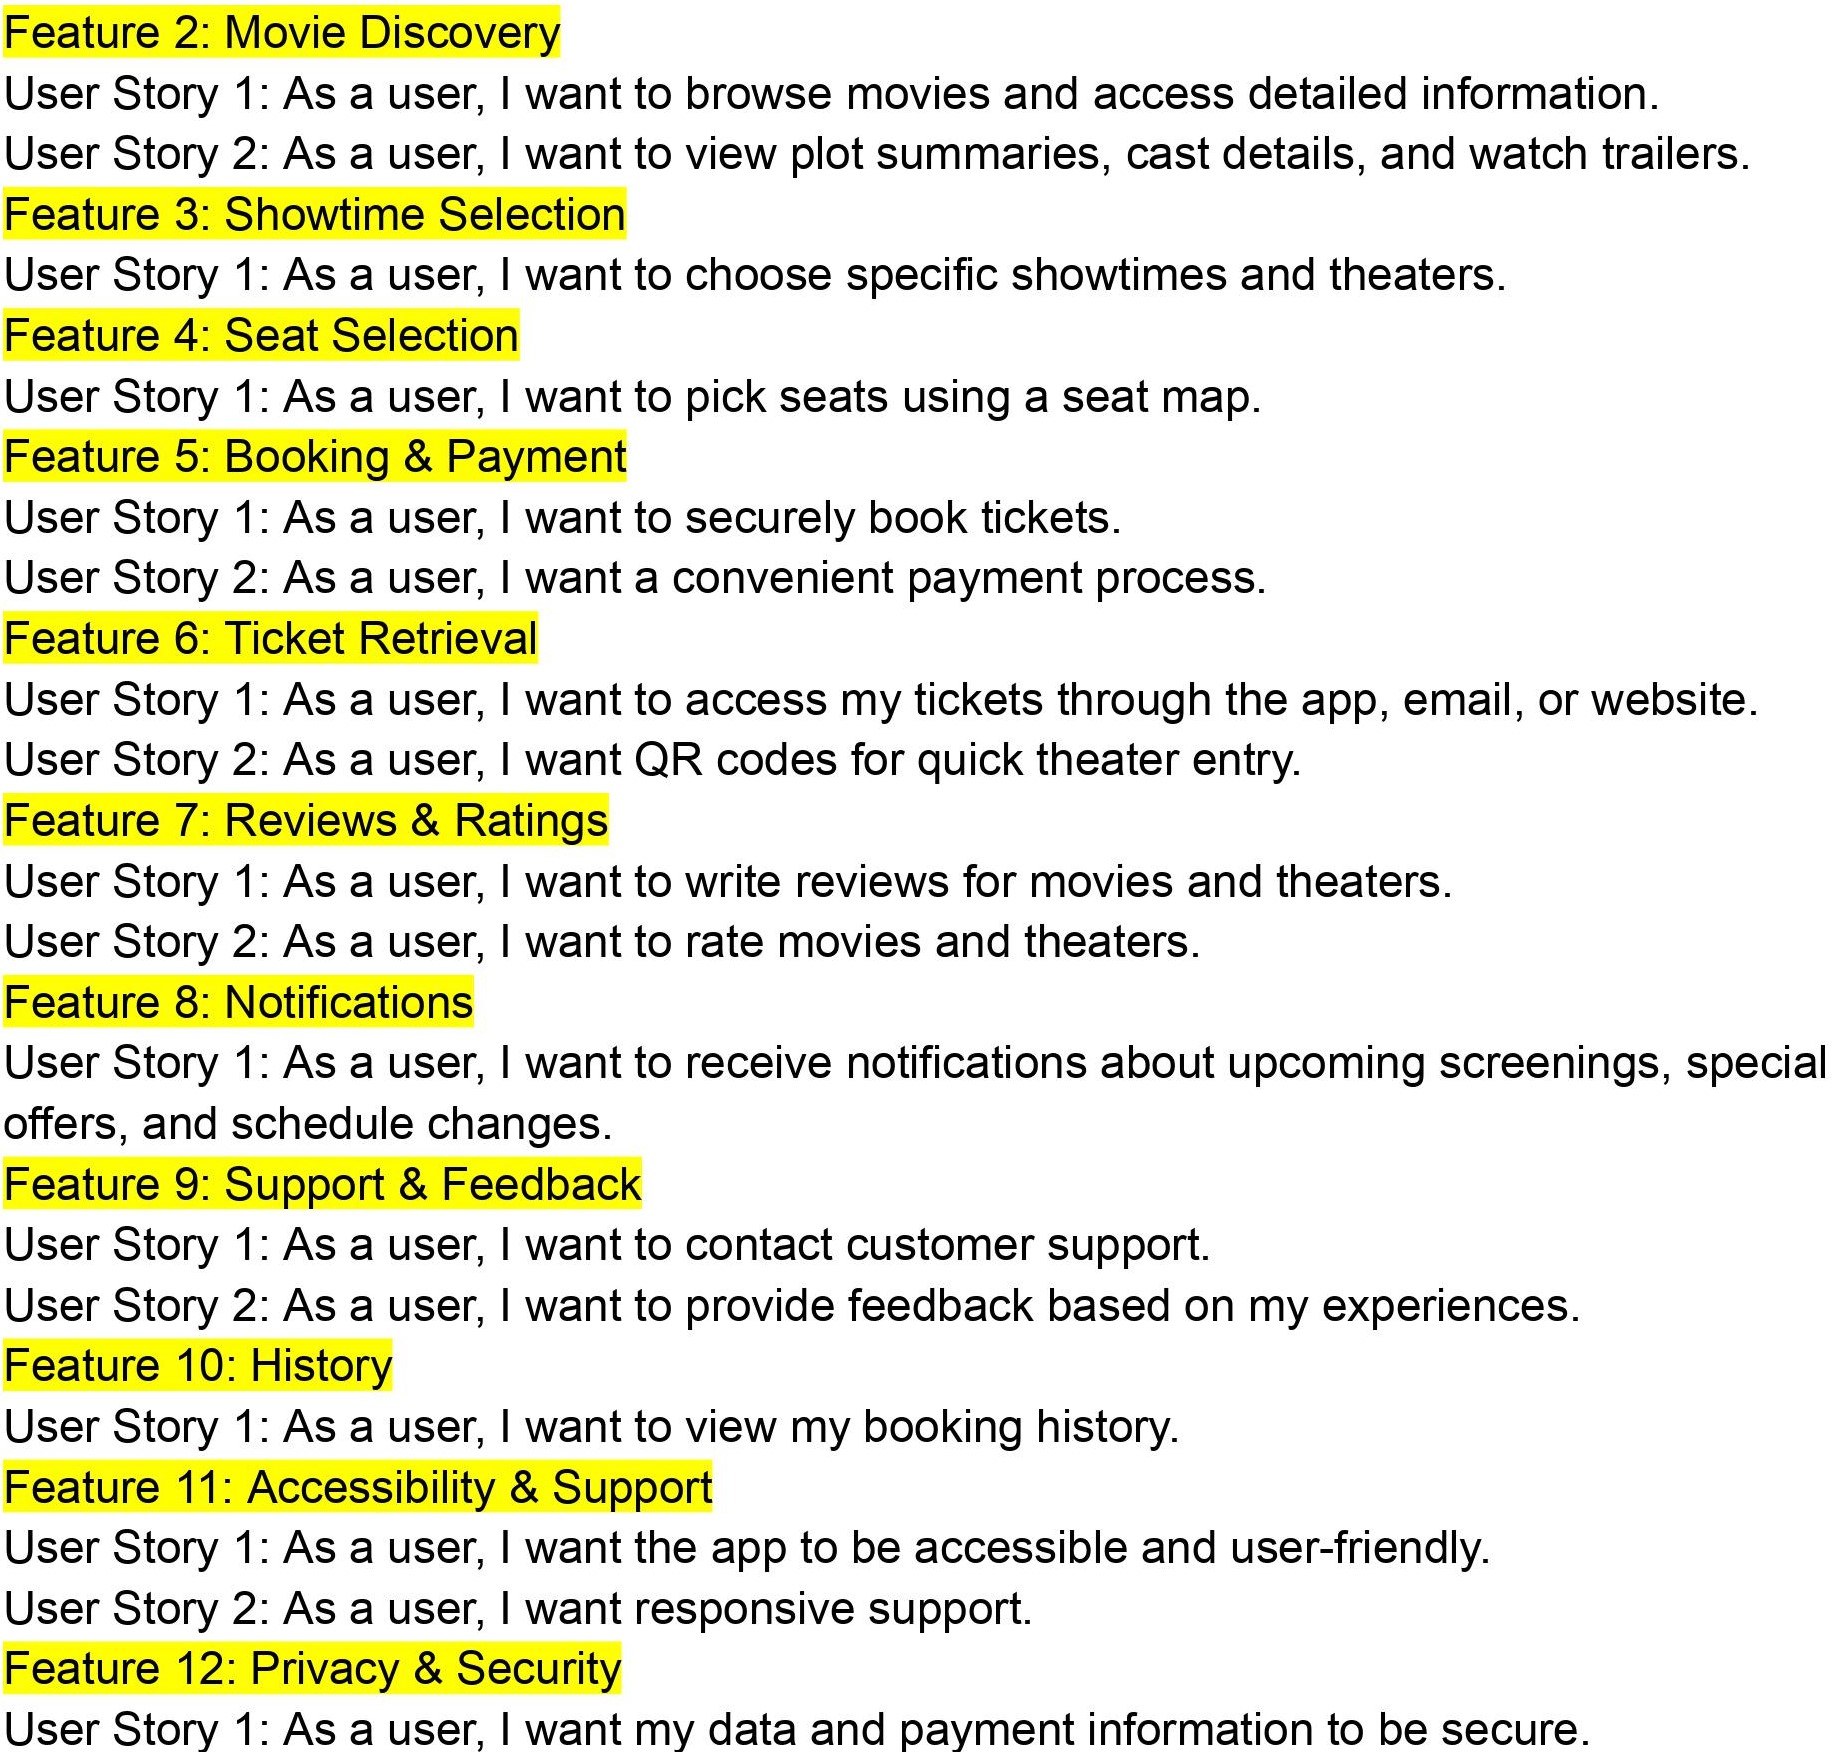 Feature 2: Movie Discovery
User Story 1: As a user, I want to browse movies and access detailed information.
User Story 2: As a user, I want to view plot summaries, cast details, and watch trailers.
Feature 3: Showtime Selection
User Story 1: As a user, I want to choose specific showtimes and theaters.
Feature 4: Seat Selection
User Story 1: As a user, I want to pick seats using a seat map.
Feature 5: Booking & Payment
User Story 1: As a user, I want to securely book tickets.
User Story 2: As a user, I want a convenient payment process.
Feature 6: Ticket Retrieval
User Story 1: As a user, I want to access my tickets through the app, email, or website.
User Story 2: As a user, I want QR codes for quick theater entry.
Feature 7: Reviews & Ratings
User Story 1: As a user, I want to write reviews for movies and theaters.
User Story 2: As a user, I want to rate movies and theaters.
Feature 8: Notifications
User Story 1: As a user, I want to receive notifications about upcoming screenings, special
offers, and schedule changes.
Feature 9: Support & Feedback
User Story 1: As a user, I want to contact customer support.
User Story 2: As a user, I want to provide feedback based on my experiences.
Feature 10: History
User Story 1: As a user, I want to view my booking history.
Feature 11: Accessibility & Support
User Story 1: As a user, I want the app to be accessible and user-friendly.
User Story 2: As a user, I want responsive support.
Feature 12: Privacy & Security
User Story 1: As a user, I want my data and payment information to be secure.